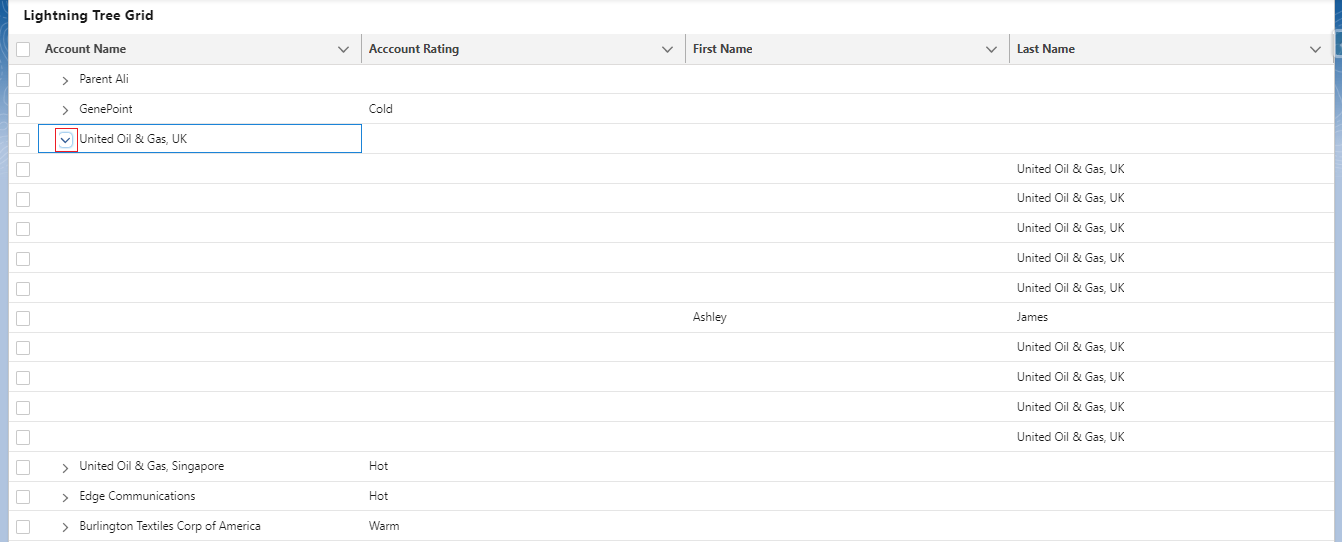 Lightning Tree Grid
Account Name Acccount Rating First Name Last Name
Parent Ali
GenePoint Cold
United Oil & Gas, UK
United Oil & Gas, UK
United Oil & Gas, UK
United Oil & Gas, UK
United Oil & Gas, UK
United Oil & Gas, UK
Ashley James
United Oil & Gas, UK
United Oil & Gas, UK
United Oil & Gas, UK
United Oil & Gas, UK
United Oil & Gas, Singapore Hot
Edge Communications Hot
Burlington Textiles Corp of America Warm